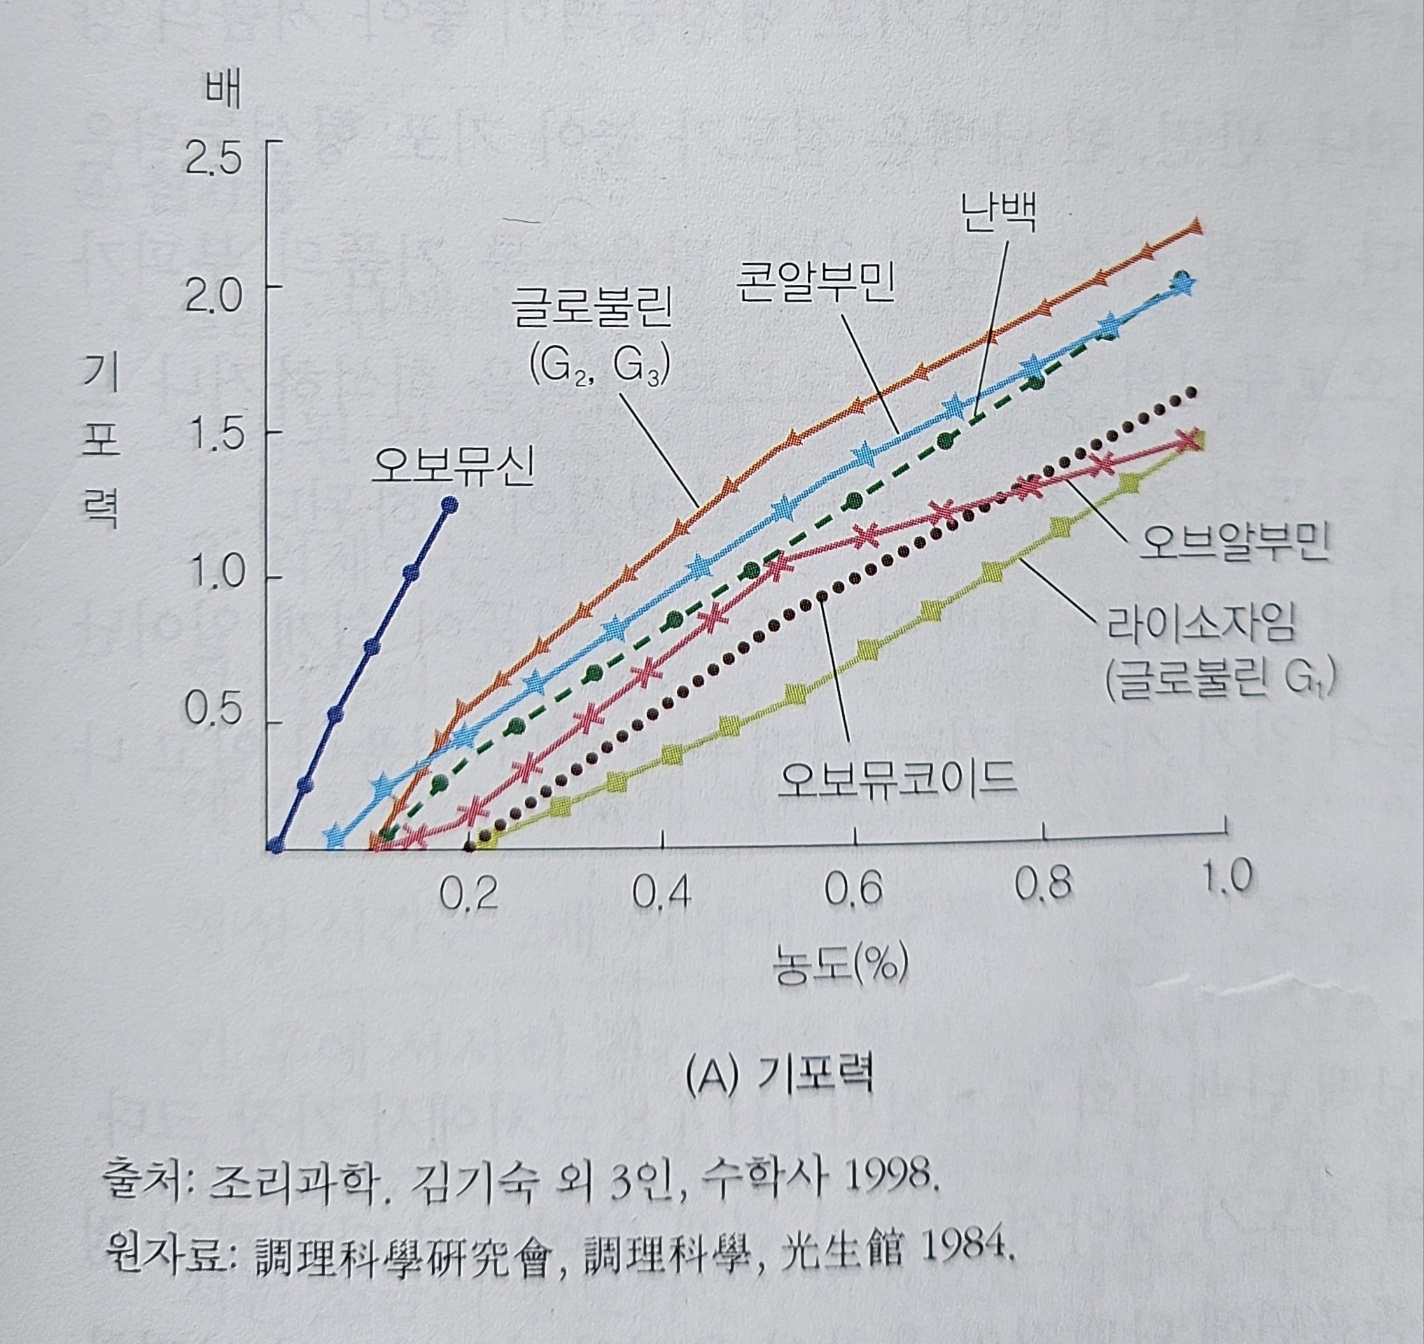 배
2.5
2.0
1.5
1.0
0.5
기
포
력
오보뮤신
글로불린
(G₂, G₃)
콘알부민
난백
오브알부민
라이소자임
(글로불린 G₁)
오보뮤코이드
0.2 0.4 0.6 0.8 1.0
농도(%)
(A) 기포력
출처: 조리과학. 김기숙 외 3인, 수학사 1998.
원자료: 調理科學硏究會, 調理科學, 光生館 1984.